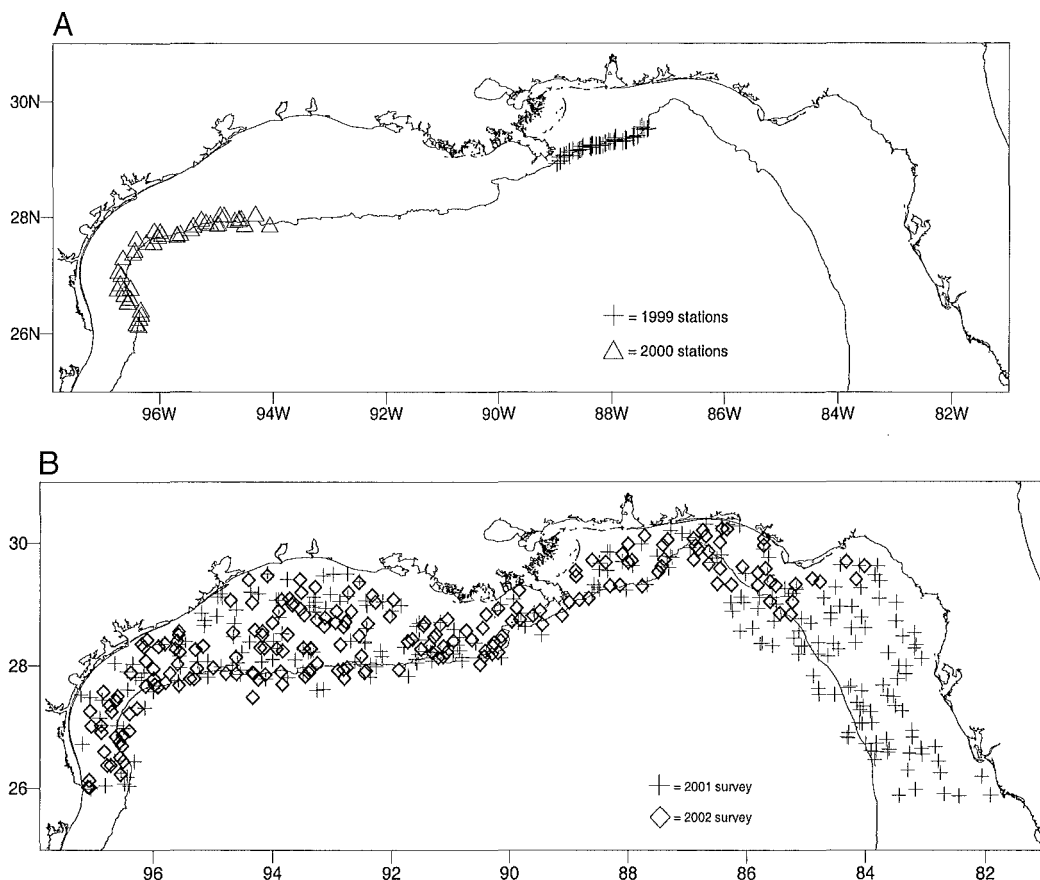 A
30N
28N
26N
+ = 1999 stations
△ = 2000 stations
96W 94W 92W 90W 88W 86W 84W 82W
B
30
28
26
+ = 2001 survey
◇ = 2002 survey
96 94 92 90 88 86 84 82